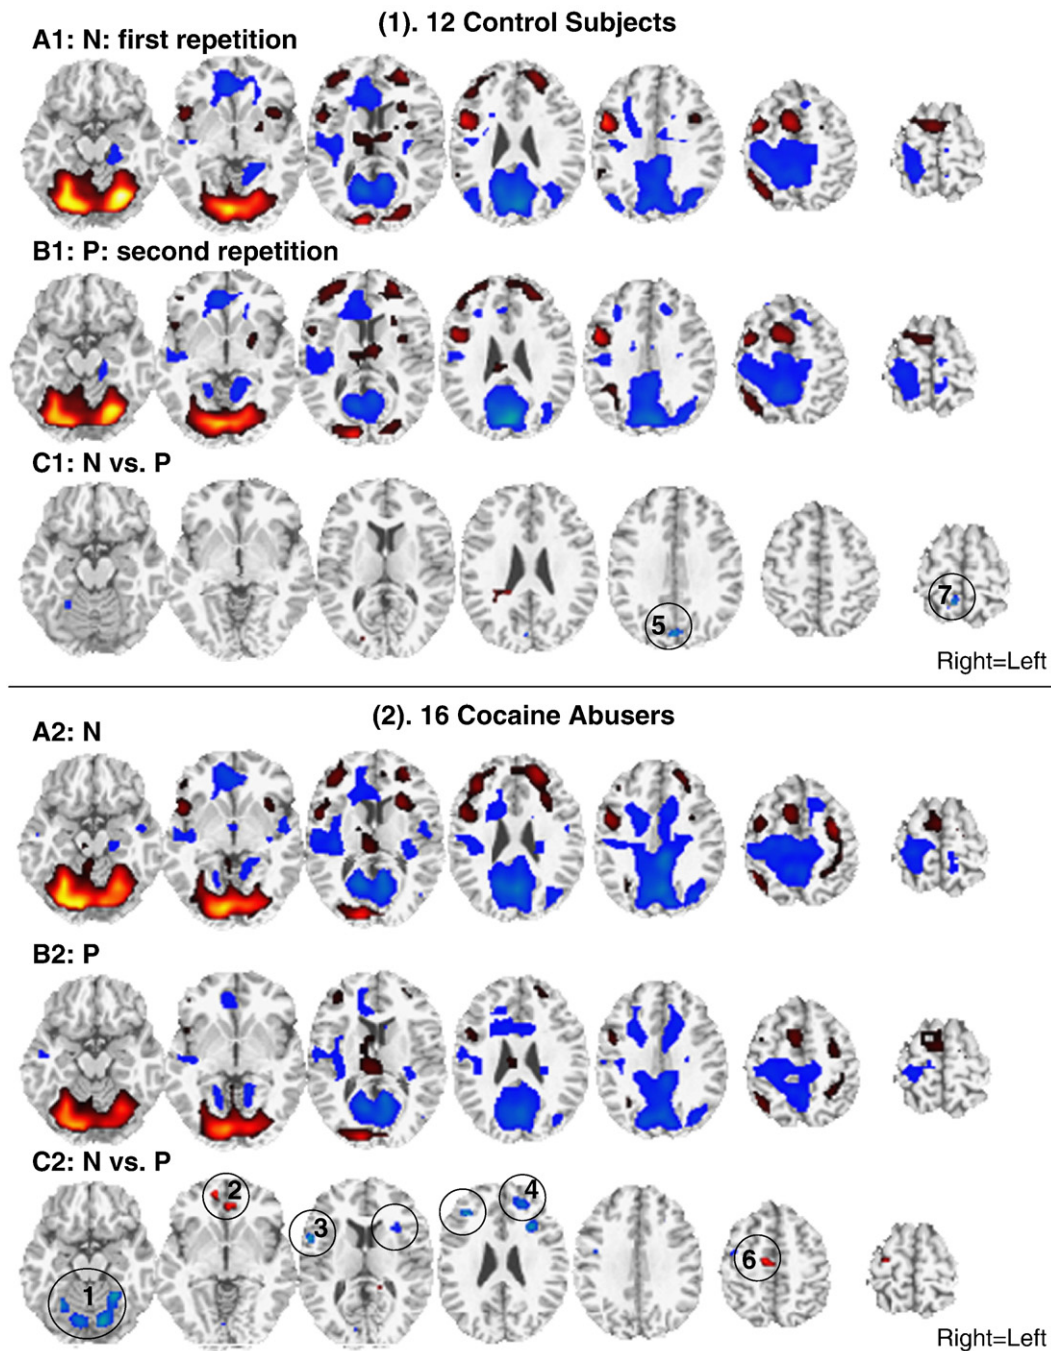 (1). 12 Control Subjects
A1: N: first repetition
B1: P: second repetition
C1: N vs. P
5
7
Right=Left
(2). 16 Cocaine Abusers
A2: N
B2: P
C2: N vs. P
2
4
3
6
1
Right=Left